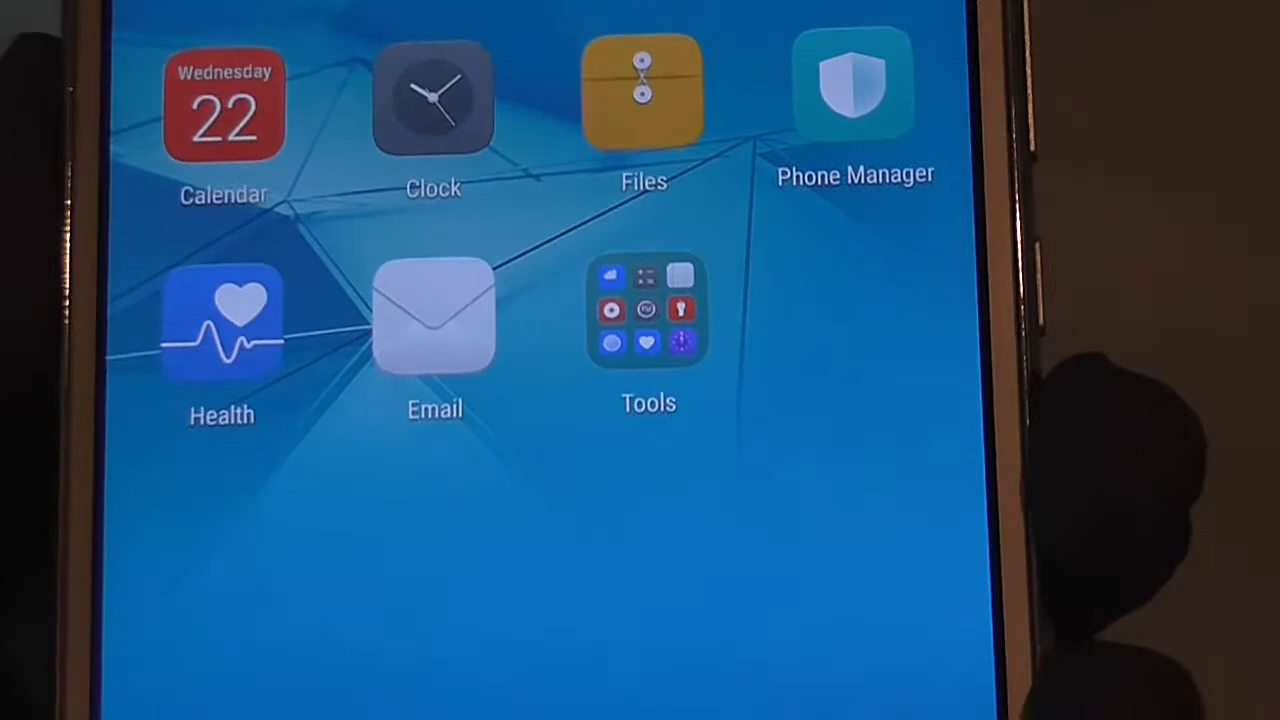 Wednesday
22
Calendar
Clock
Files
Phone Manager
Health
Email
Tools